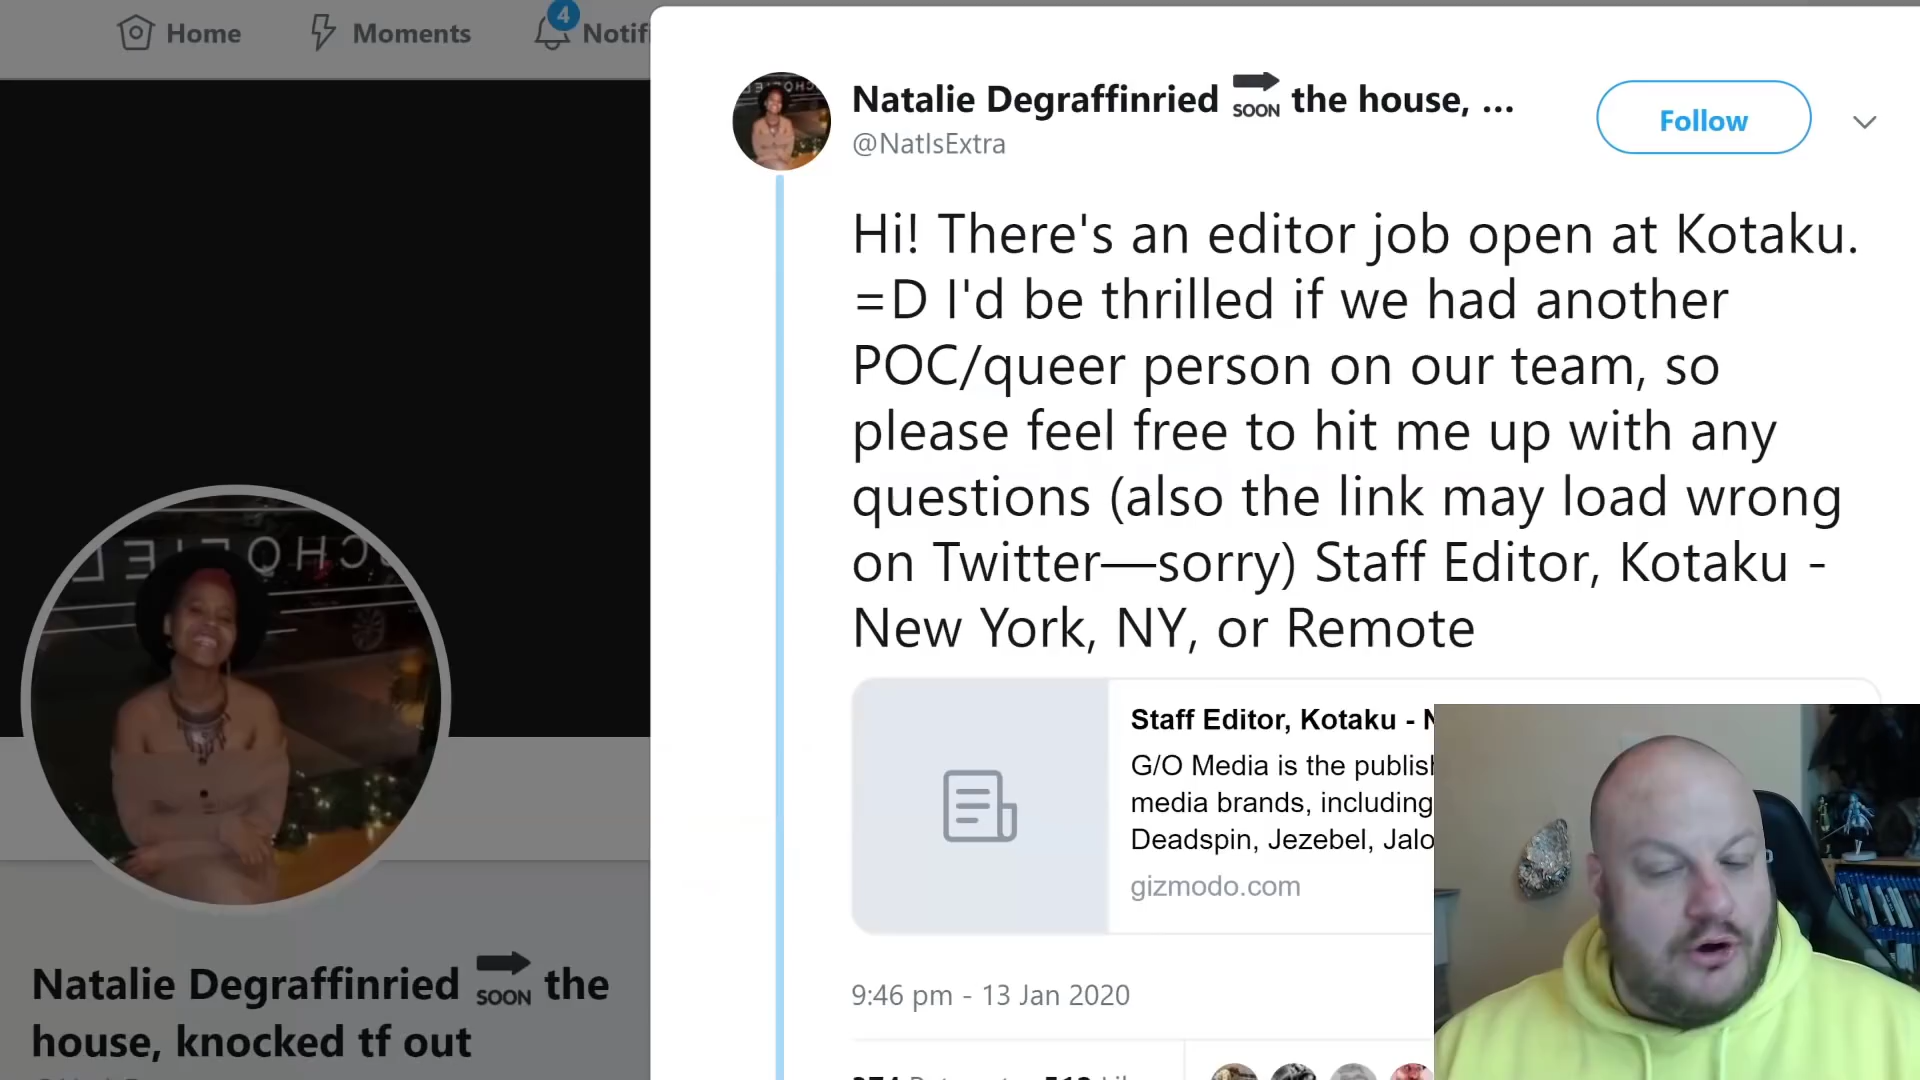 Home
Moments
4
Notifi
Natalie Degraffinried SOON the house, ...
@NatIsExtra
Follow
Hi! There's an editor job open at Kotaku.
=D I'd be thrilled if we had another
POC/queer person on our team, so
please feel free to hit me up with any
questions (also the link may load wrong
on Twitter—sorry) Staff Editor, Kotaku -
New York, NY, or Remote
Staff Editor, Kotaku - N
G/O Media is the publish
media brands, including
Deadspin, Jezebel, Jalo
gizmodo.com
9:46 pm - 13 Jan 2020
Natalie Degraffinried SOON the
house, knocked tf out